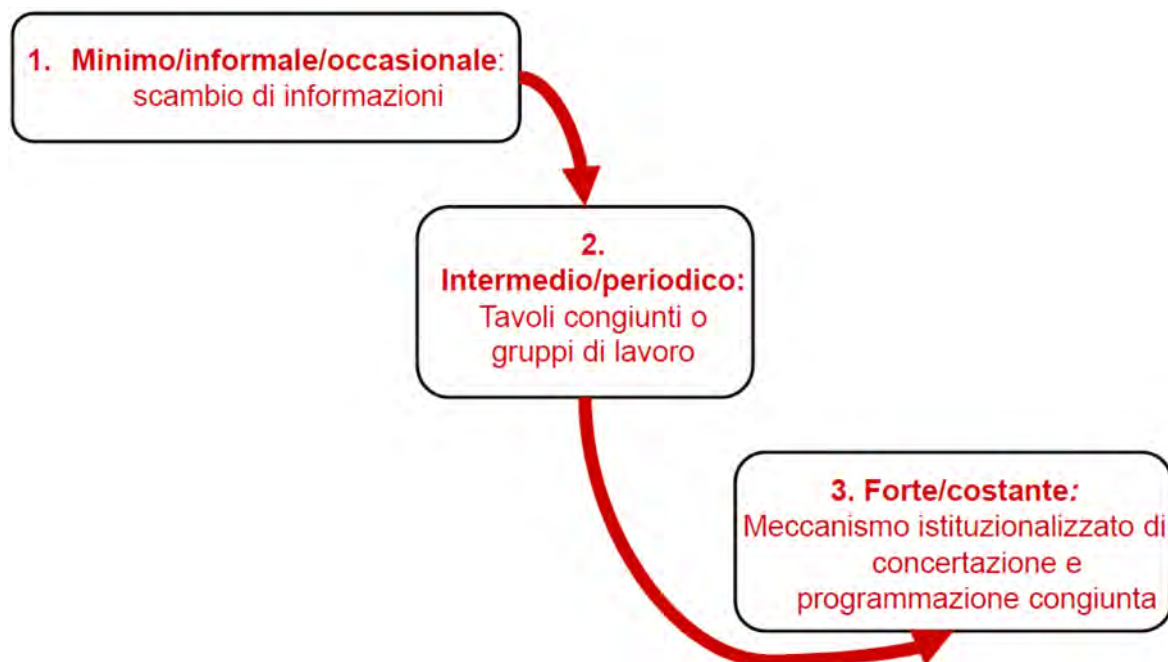 1. Minimo/informale/occasionale:
scambio di informazioni
2.
Intermedio/periodico:
Tavoli congiunti o
gruppi di lavoro
3. Forte/costante:
Meccanismo istituzionalizzato di
concertazione e
programmazione congiunta